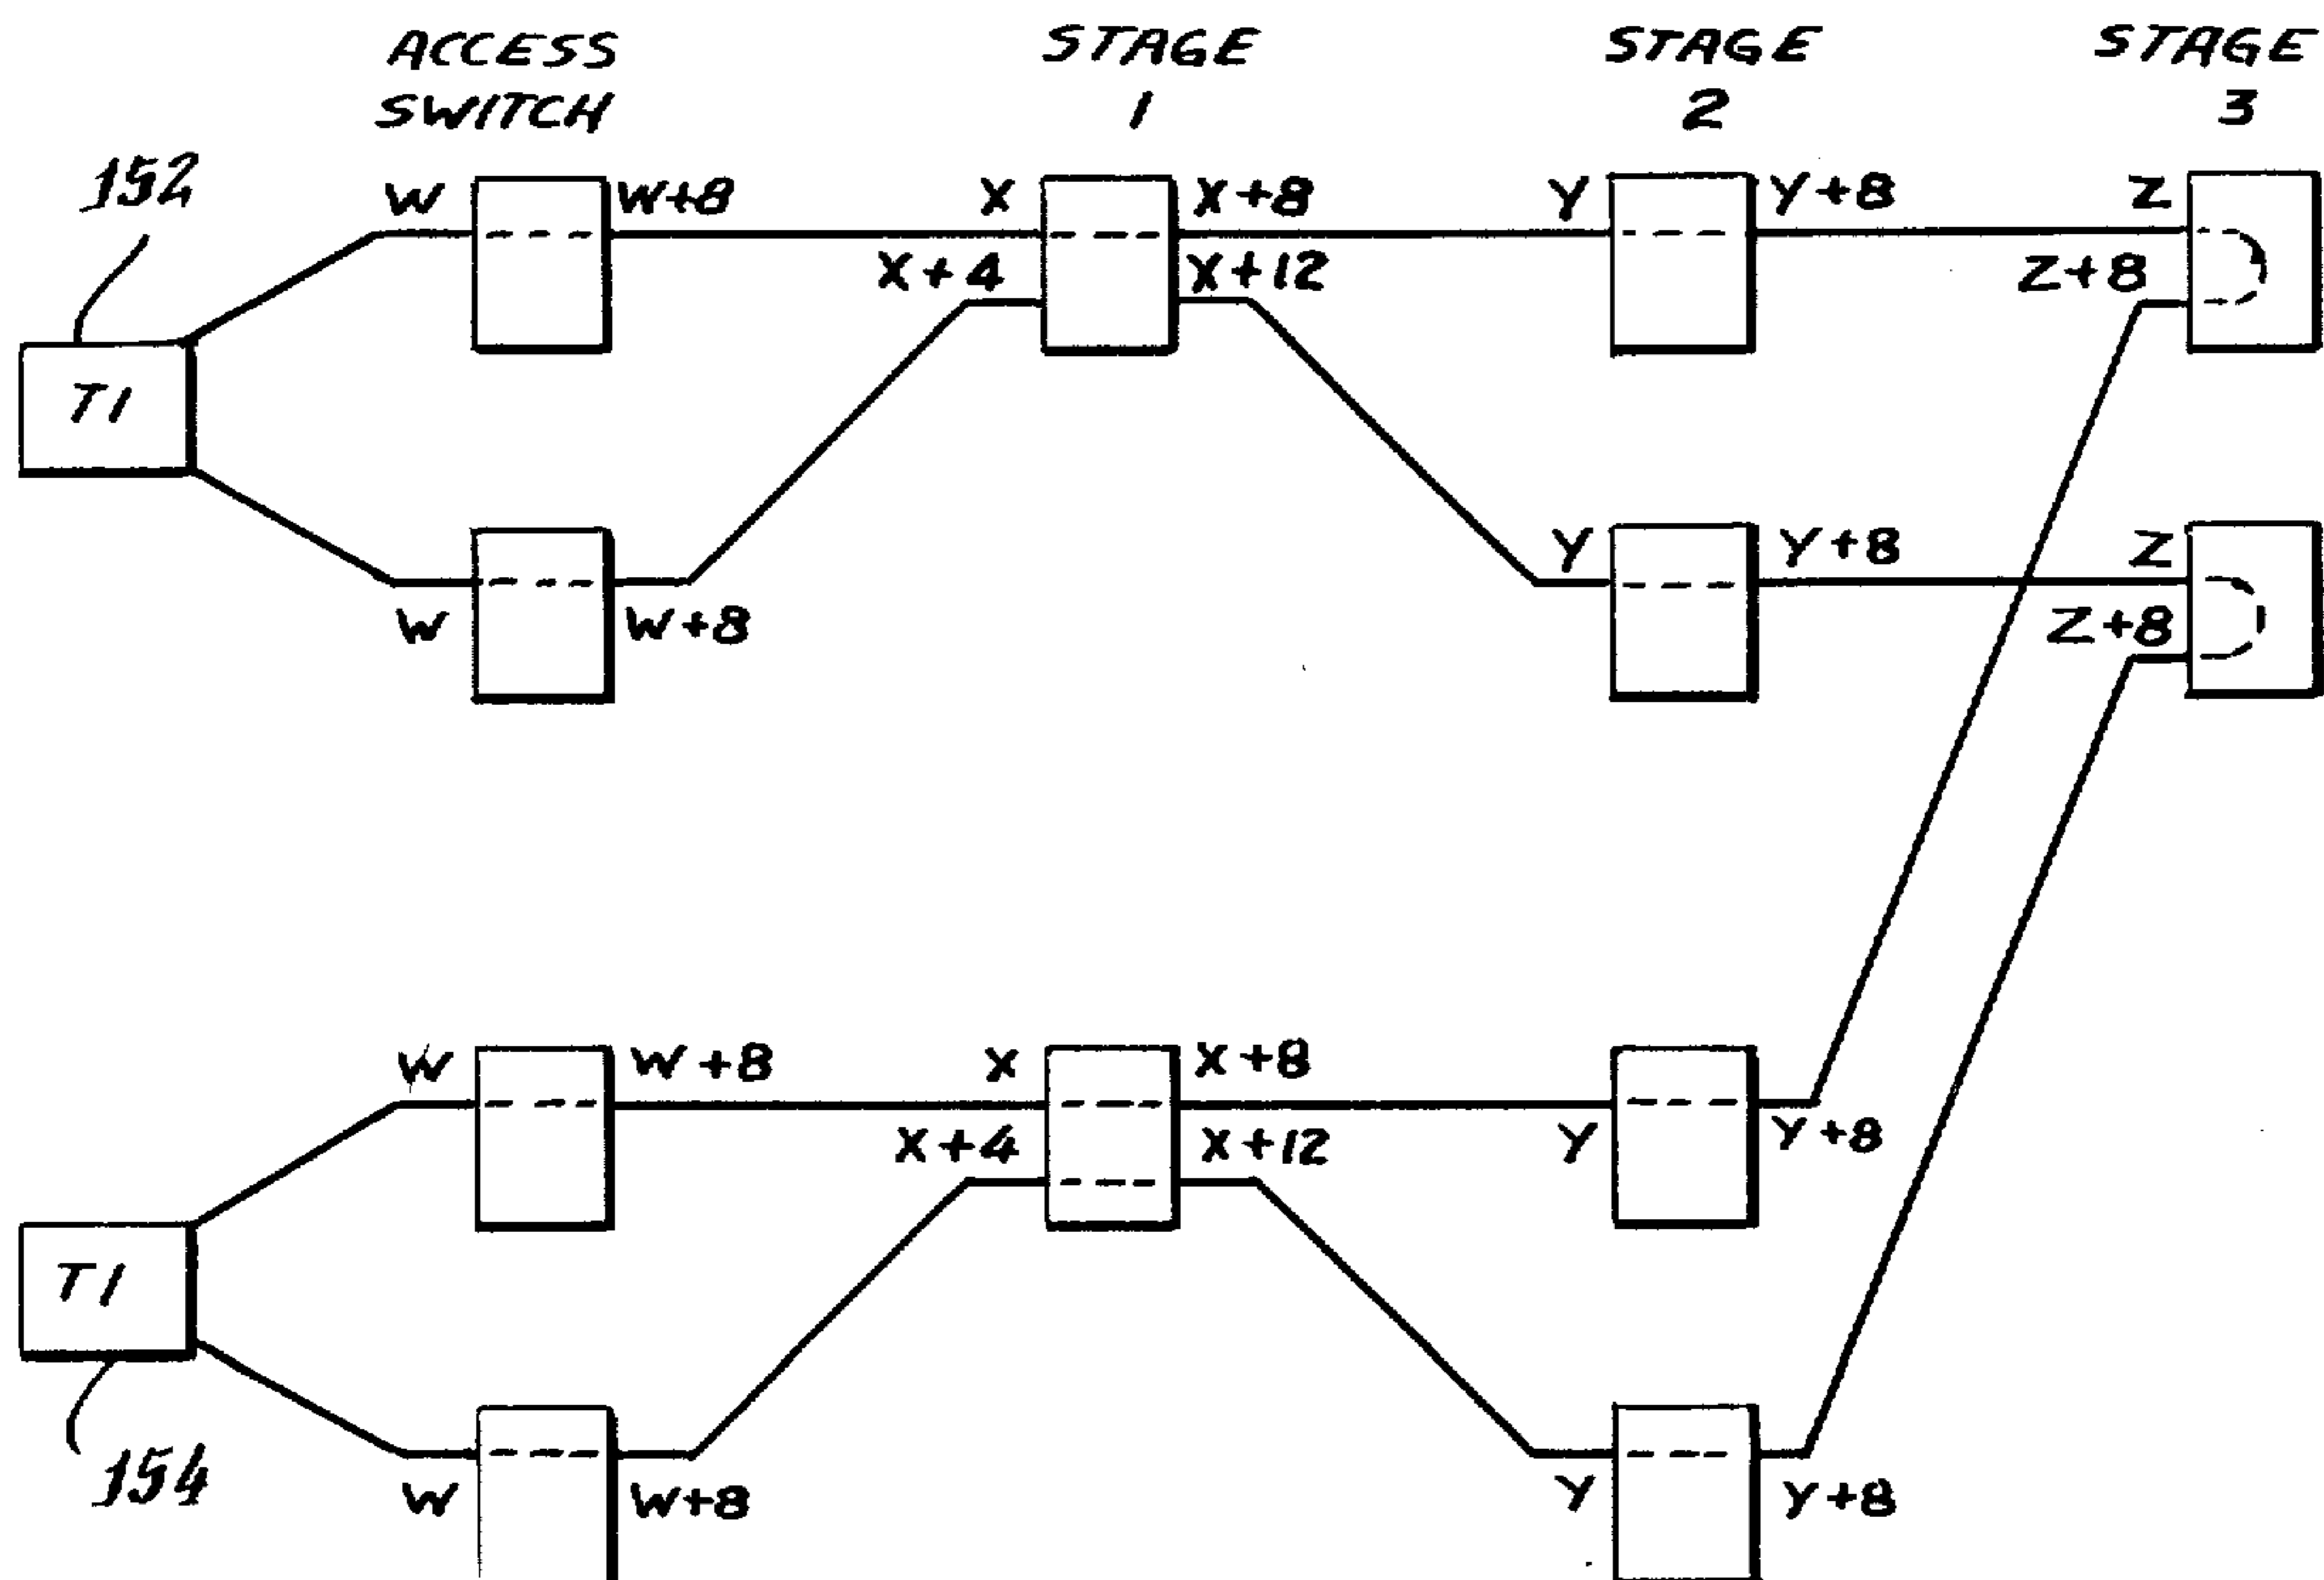 ACCESS SWITCH
STAGE 1
STAGE 2
STAGE 3
152
W
W+8
X
X+8
Y
Y+8
Z
X+4
X+12
Z+8
T1
Y
Y+8
Z
W
W+8
Z+8
W
W+8
X
X+8
X+4
X+12
Y
Y+8
T1
154
W
W+8
Y
Y+8